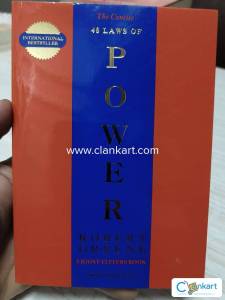 INTERNATIONAL
BESTSELLER
The Concise
48 LAWS OF
P
O
www.clankart.com
W
E
R
ROBERT
GREENE
A JOOST ELFFERS BOOK
Clankart